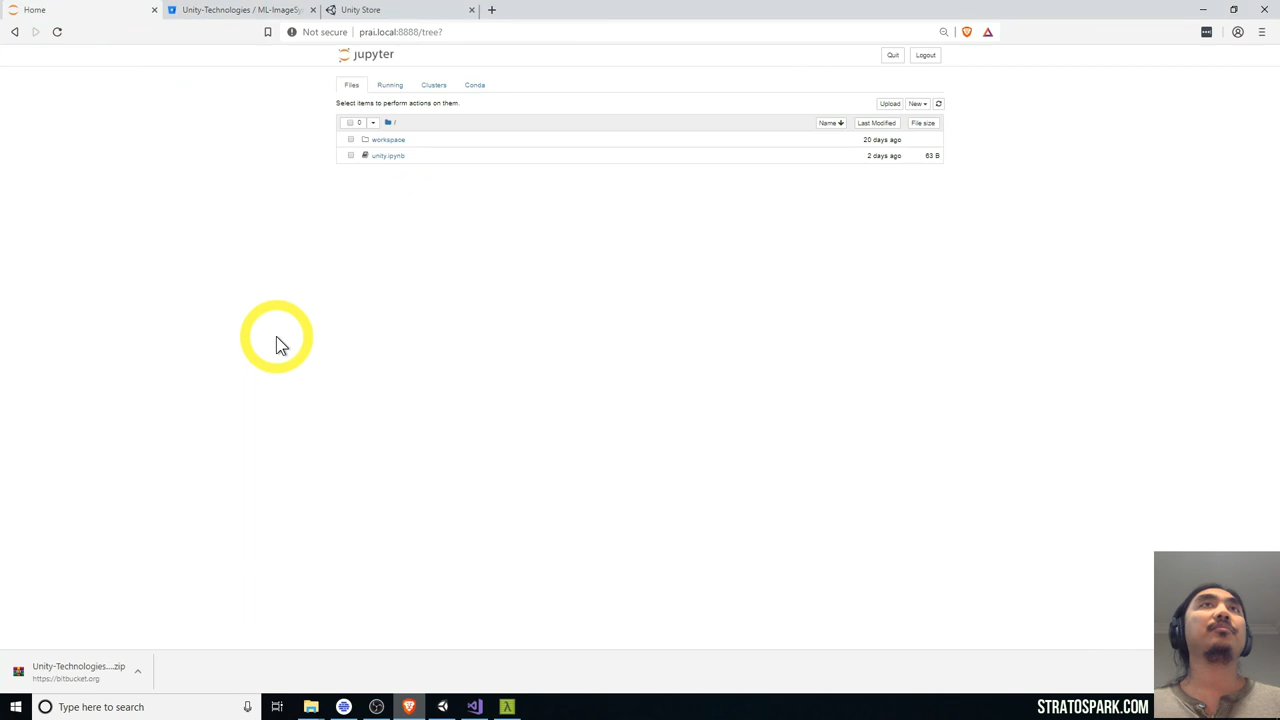 Home
Unity-Technologies / ML-ImageSy
Unity Store
Not secure
prai.local:8888/tree?
jupyter
Quit
Logout
Files
Running
Clusters
Conda
Select items to perform actions on them.
Upload
New
0
/
Name
Last Modified
File size
workspace
20 days ago
unity.ipynb
2 days ago
63 B
Unity-Technologies....zip
https://bitbucket.org
Type here to search
STRATOSPARK.COM